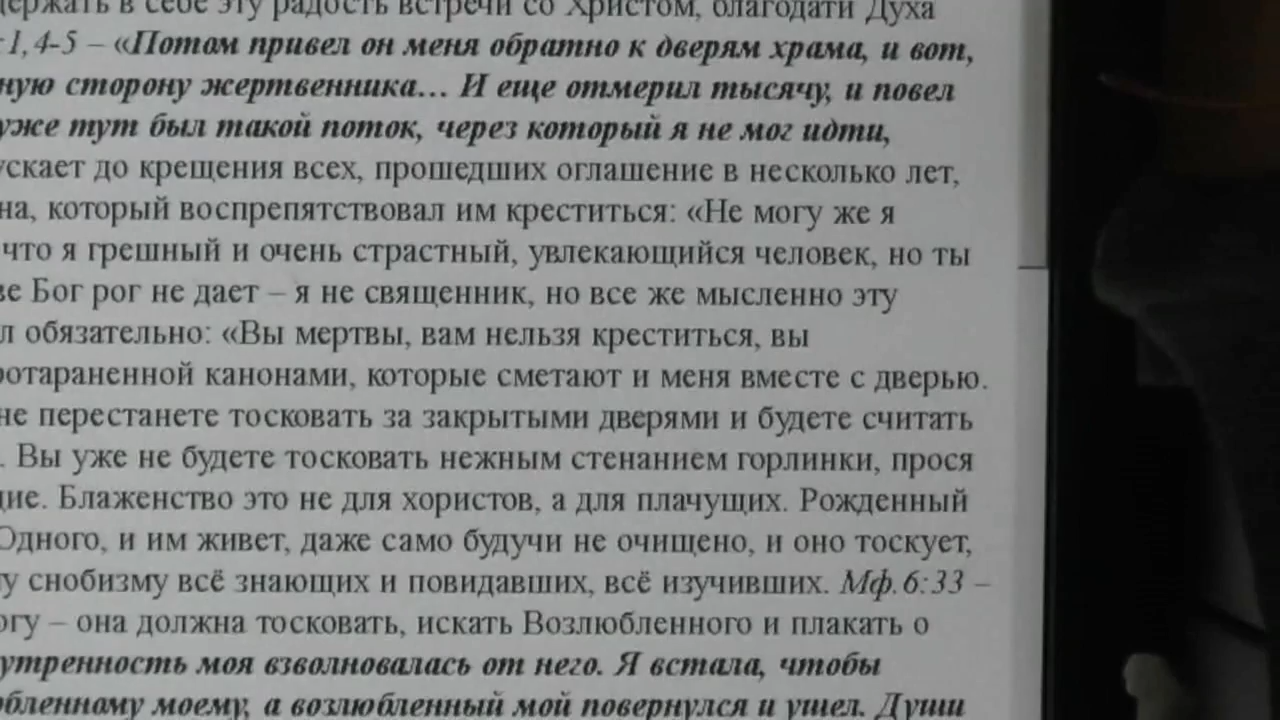 держать в себе эту радость встречи со Христом, благодати Духа
:1,4-5 – «Потом привел он меня обратно к дверям храма, и вот,
ную сторону жертвенника… И еще отмерил тысячу, и повел
уже тут был такой поток, через который я не мог идти,
ускает до крещения всех, прошедших оглашение в несколько лет,
на, который воспрепятствовал им креститься: «Не могу же я
что я грешный и очень страстный, увлекающийся человек, но ты
ве Бог рог не дает – я не священник, но все же мысленно эту
л обязательно: «Вы мертвы, вам нельзя креститься, вы
ротараненной канонами, которые сметают и меня вместе с дверью.
не перестанете тосковать за закрытыми дверями и будете считать
. Вы уже не будете тосковать нежным стенанием горлинки, прося
щие. Блаженство это не для хористов, а для плачущих. Рожденный
Одного, и им живет, даже само будучи не очищено, и оно тоскует,
у снобизму всё знающих и повидавших, всё изучивших. Мф.6:33 –
огу – она должна тосковать, искать Возлюбленного и плакать о
утренность моя взволновалась от него. Я встала, чтобы
юбленному моему, а возлюбленный мой повернулся и ушел. Души